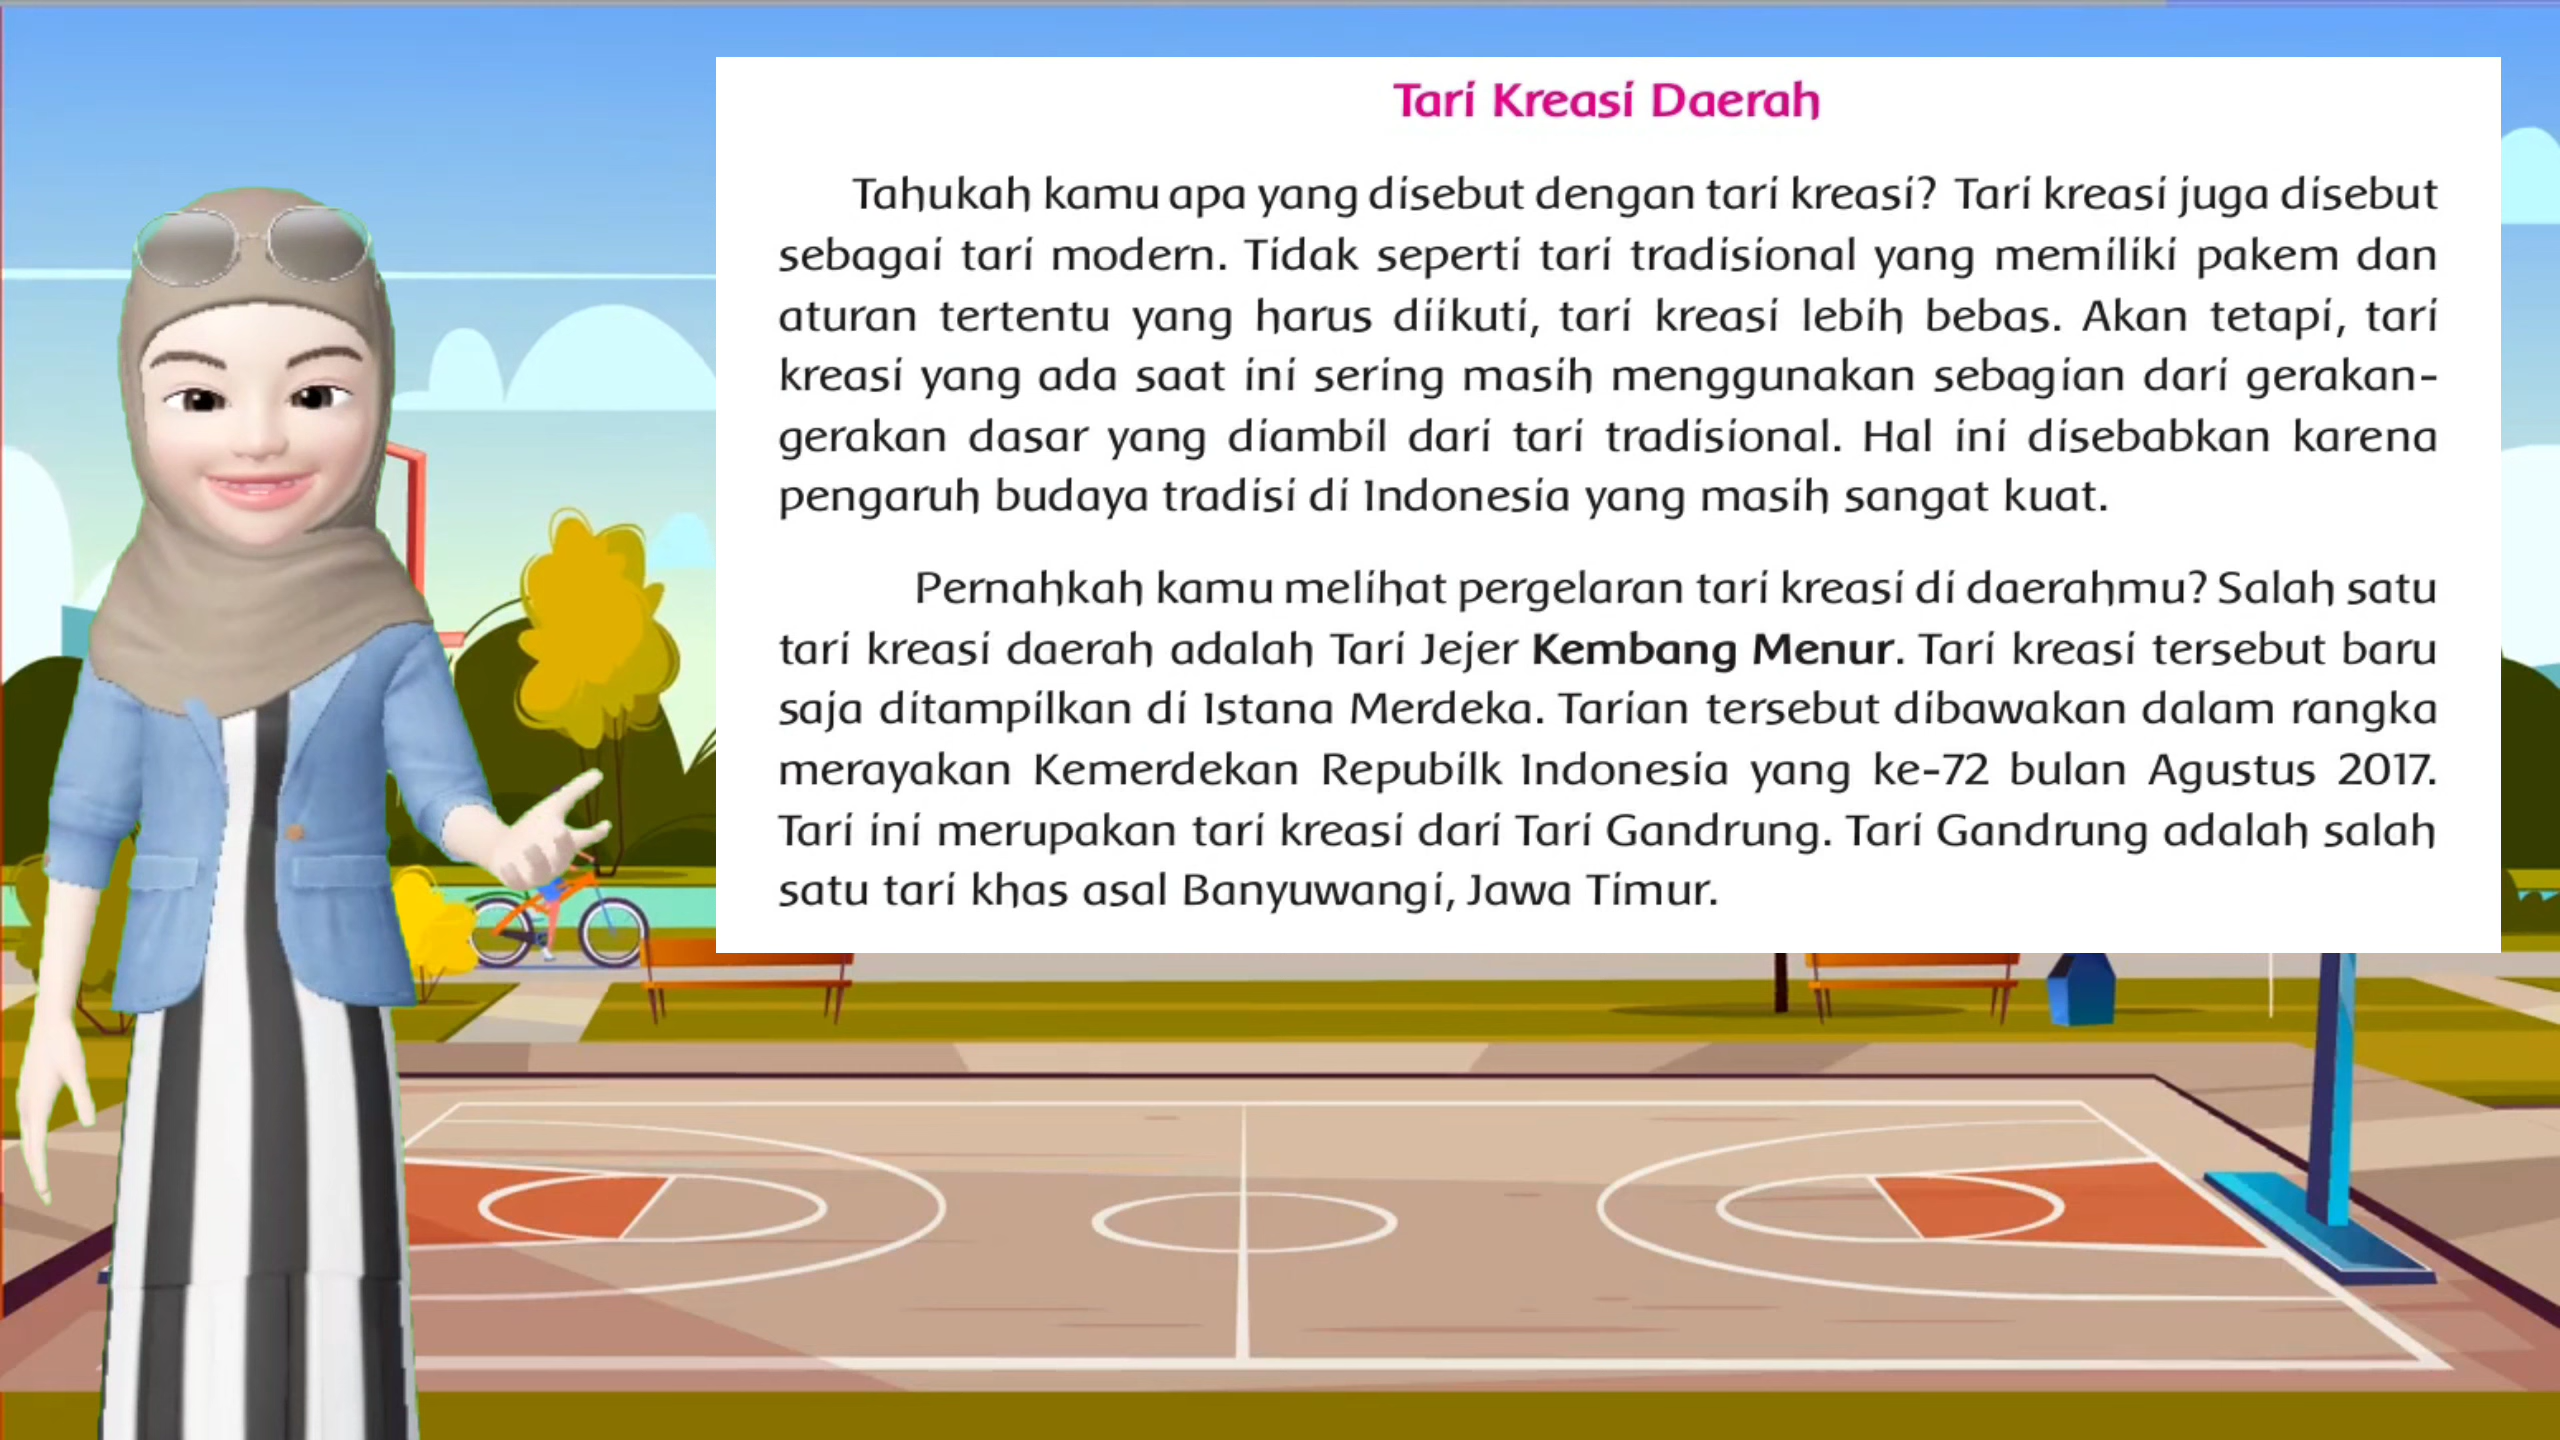 Tari Kreasi Daerah
Tahukah kamu apa yang disebut dengan tari kreasi? Tari kreasi juga disebut
sebagai tari modern. Tidak seperti tari tradisional yang memiliki pakem dan
aturan tertentu yang harus diikuti, tari kreasi lebih bebas. Akan tetapi, tari
kreasi yang ada saat ini sering masih menggunakan sebagian dari gerakan-
gerakan dasar yang diambil dari tari tradisional. Hal ini disebabkan karena
pengaruh budaya tradisi di Indonesia yang masih sangat kuat.
Pernahkah kamu melihat pergelaran tari kreasi di daerahmu? Salah satu
tari kreasi daerah adalah Tari Jejer Kembang Menur. Tari kreasi tersebut baru
saja ditampilkan di Istana Merdeka. Tarian tersebut dibawakan dalam rangka
merayakan Kemerdekan Repubilk Indonesia yang ke-72 bulan Agustus 2017.
Tari ini merupakan tari kreasi dari Tari Gandrung. Tari Gandrung adalah salah
satu tari khas asal Banyuwangi, Jawa Timur.